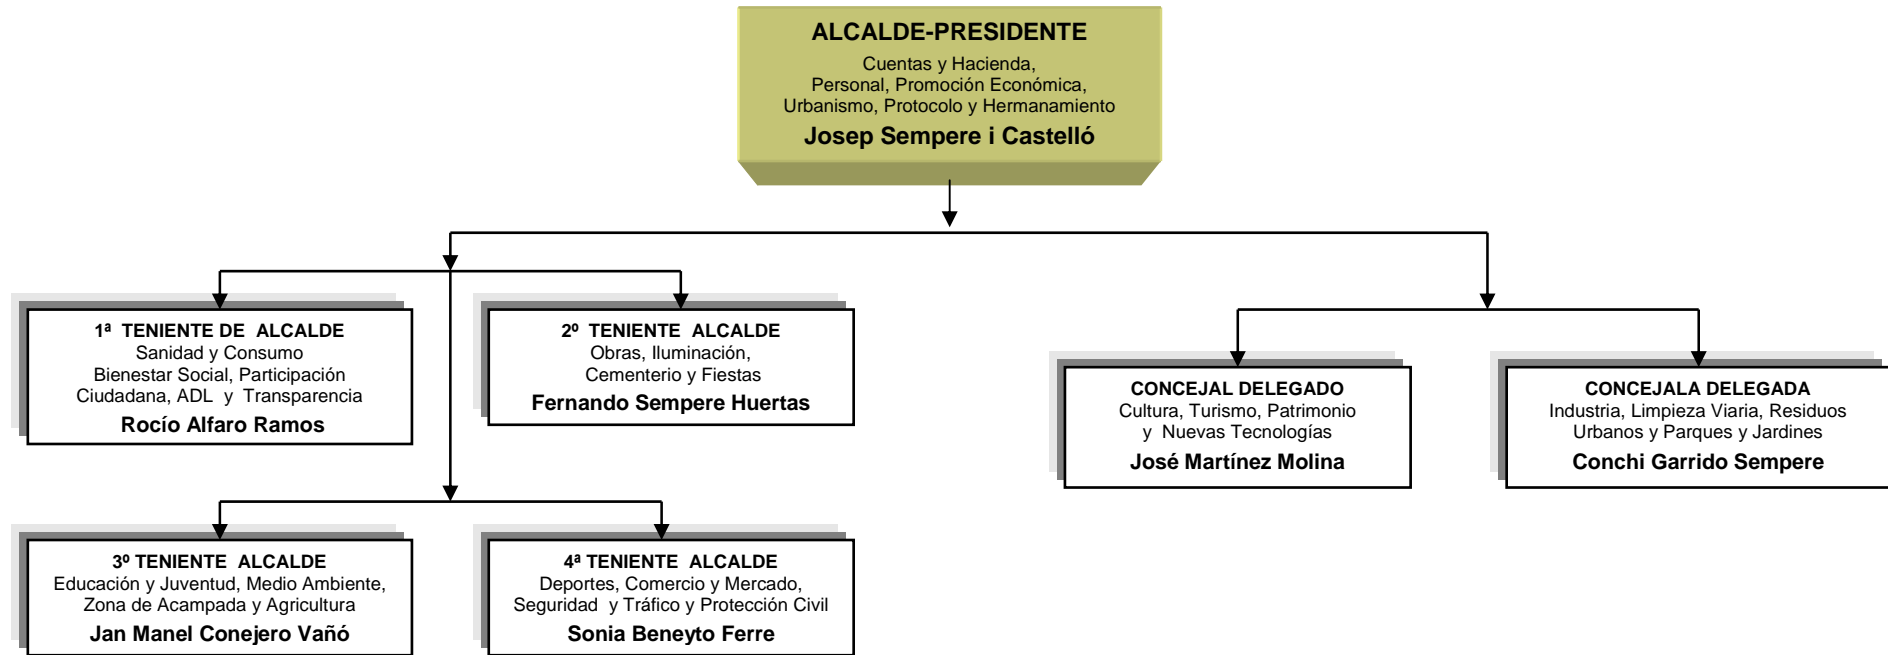 ALCALDE-PRESIDENTE
Cuentas y Hacienda,
Personal, Promoción Económica,
Urbanismo, Protocolo y Hermanamiento
Josep Sempere i Castelló
1ª TENIENTE DE ALCALDE
Sanidad y Consumo
Bienestar Social, Participación
Ciudadana, ADL y Transparencia
Rocío Alfaro Ramos
2º TENIENTE ALCALDE
Obras, Iluminación,
Cementerio y Fiestas
Fernando Sempere Huertas
CONCEJAL DELEGADO
Cultura, Turismo, Patrimonio
y Nuevas Tecnologías
José Martínez Molina
CONCEJALA DELEGADA
Industria, Limpieza Viaria, Residuos
Urbanos y Parques y Jardines
Conchi Garrido Sempere
3º TENIENTE ALCALDE
Educación y Juventud, Medio Ambiente,
Zona de Acampada y Agricultura
Jan Manel Conejero Vañó
4ª TENIENTE ALCALDE
Deportes, Comercio y Mercado,
Seguridad y Tráfico y Protección Civil
Sonia Beneyto Ferre